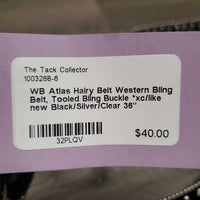 The Tack Collector
1003268-6
WB Atlas Hairy Belt Western Bling
Belt, Tooled Bling Buckle *xc/like
new Black/Silver/Clear 36"
32PLQV
$40.00